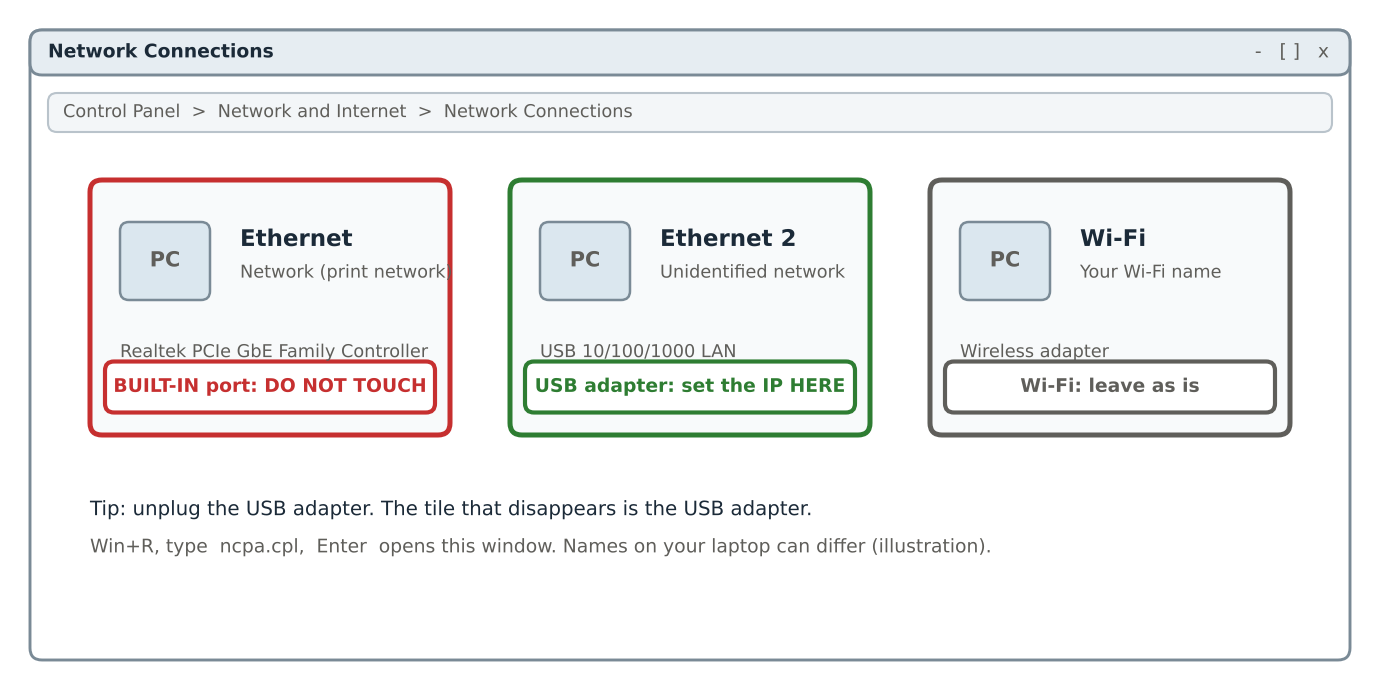 Network Connections
- [ ] x
Control Panel > Network and Internet > Network Connections
PC
Ethernet
Network (print network)
Realtek PCIe GbE Family Controller
BUILT-IN port: DO NOT TOUCH
PC
Ethernet 2
Unidentified network
USB 10/100/1000 LAN
USB adapter: set the IP HERE
PC
Wi-Fi
Your Wi-Fi name
Wireless adapter
Wi-Fi: leave as is
Tip: unplug the USB adapter. The tile that disappears is the USB adapter.
Win+R, type ncpa.cpl, Enter opens this window. Names on your laptop can differ (illustration).